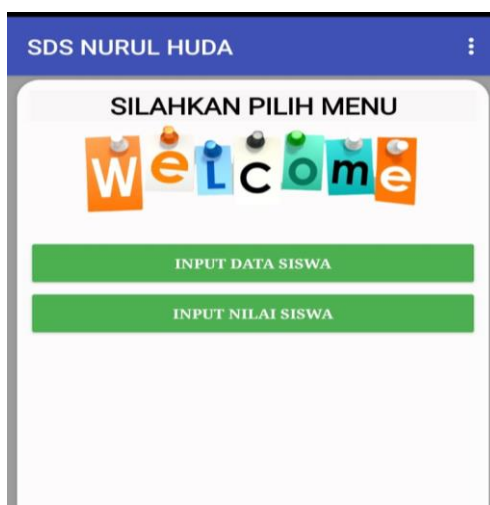 SDS NURUL HUDA
SILAHKAN PILIH MENU
WeLcome
INPUT DATA SISWA
INPUT NILAI SISWA